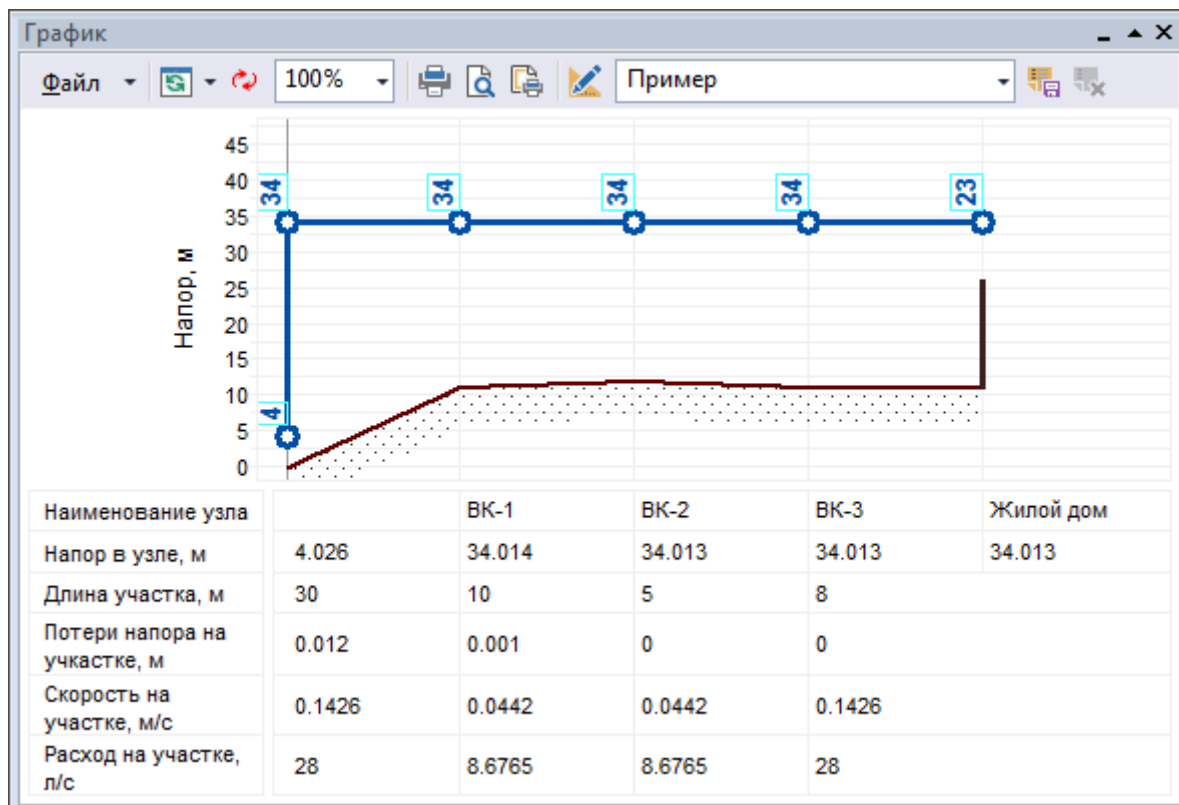 График
Файл
100%
Пример
45
40
35
30
25
20
15
10
5
0
Напор, м
34
34
34
34
23
4
Наименование узла ВК-1 ВК-2 ВК-3 Жилой дом
Напор в узле, м 4.026 34.014 34.013 34.013 34.013
Длина участка, м 30 10 5 8
Потери напора на
учкастке, м 0.012 0.001 0 0
Скорость на
участке, м/с 0.1426 0.0442 0.0442 0.1426
Расход на участке,
л/с 28 8.6765 8.6765 28